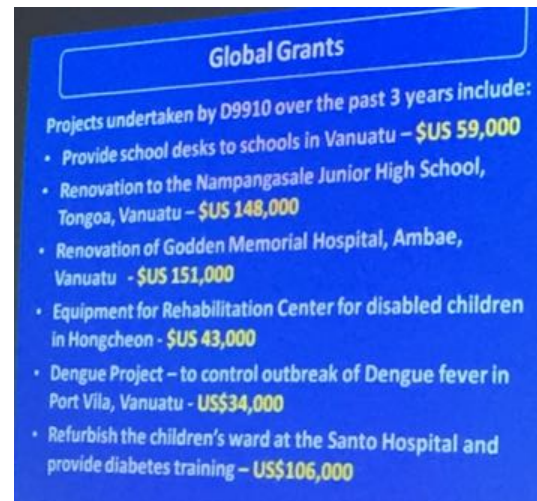 Global Grants
Projects undertaken by D9910 over the past 3 years include:
• Provide school desks to schools in Vanuatu – $US 59,000
• Renovation to the Nampangasale Junior High School,
Tongoa, Vanuatu – $US 148,000
• Renovation of Godden Memorial Hospital, Ambae,
Vanuatu - $US 151,000
• Equipment for Rehabilitation Center for disabled children
in Hongcheon - $US 43,000
• Dengue Project – to control outbreak of Dengue fever in
Port Vila, Vanuatu - US$34,000
• Refurbish the children's ward at the Santo Hospital and
provide diabetes training – US$106,000